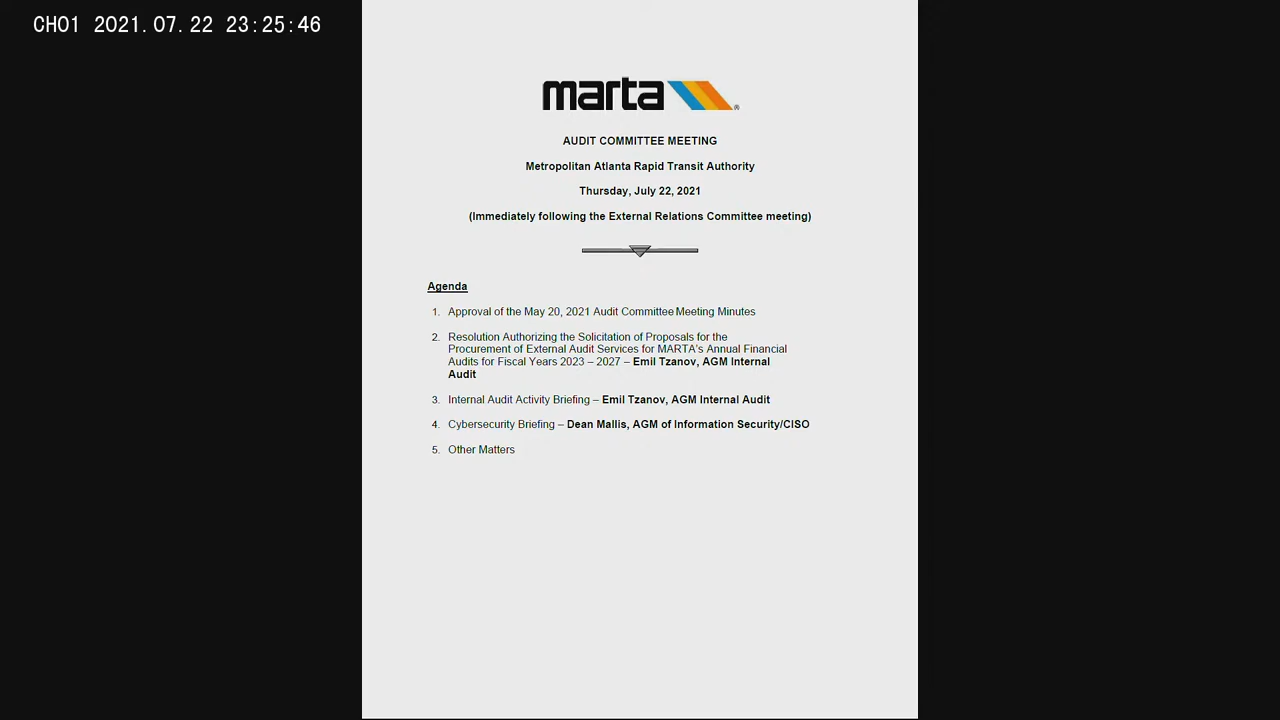 CH01 2021.07.22 23:25:46
marta®
AUDIT COMMITTEE MEETING
Metropolitan Atlanta Rapid Transit Authority
Thursday, July 22, 2021
(Immediately following the External Relations Committee meeting)
Agenda
1. Approval of the May 20, 2021 Audit Committee Meeting Minutes
2. Resolution Authorizing the Solicitation of Proposals for the
Procurement of External Audit Services for MARTA's Annual Financial
Audits for Fiscal Years 2023 – 2027 – Emil Tzanov, AGM Internal
Audit
3. Internal Audit Activity Briefing – Emil Tzanov, AGM Internal Audit
4. Cybersecurity Briefing – Dean Mallis, AGM of Information Security/CISO
5. Other Matters